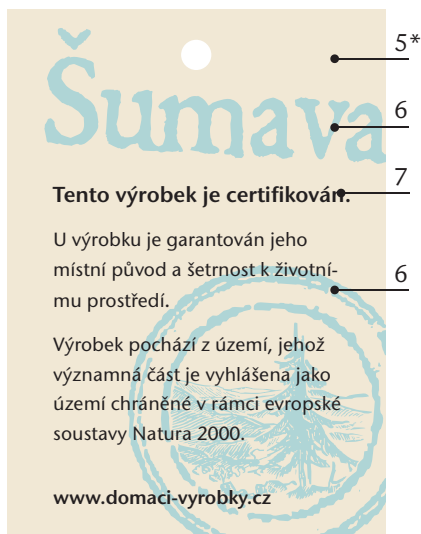 5*
Šumava
6
7
Tento výrobek je certifikován.
U výrobku je garantován jeho
místní původ a šetrnost k životní-
6
mu prostředí.
Výrobek pochází z území, jehož
významná část je vyhlášena jako
území chráněné v rámci evropské
soustavy Natura 2000.
www.domaci-vyrobky.cz